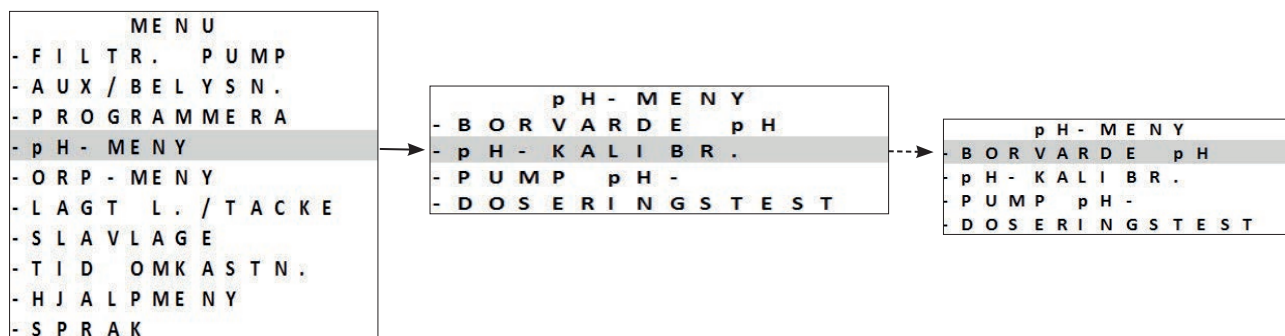 MENU
-FILTR. PUMP
-AUX/BELYSN.
-PROGRAMMERA
-pH-MENY
-ORP-MENY
-LAGT L./TACKE
-SLAVLAGE
-TID OMKASTN.
-HJALPMENY
-SPRAK
pH-MENY
-BORVARDE pH
-pH-KALIBR.
-PUMP pH-
-DOSERINGSTEST
pH-MENY
-BORVARDE pH
-pH-KALIBR.
-PUMP pH-
-DOSERINGSTEST